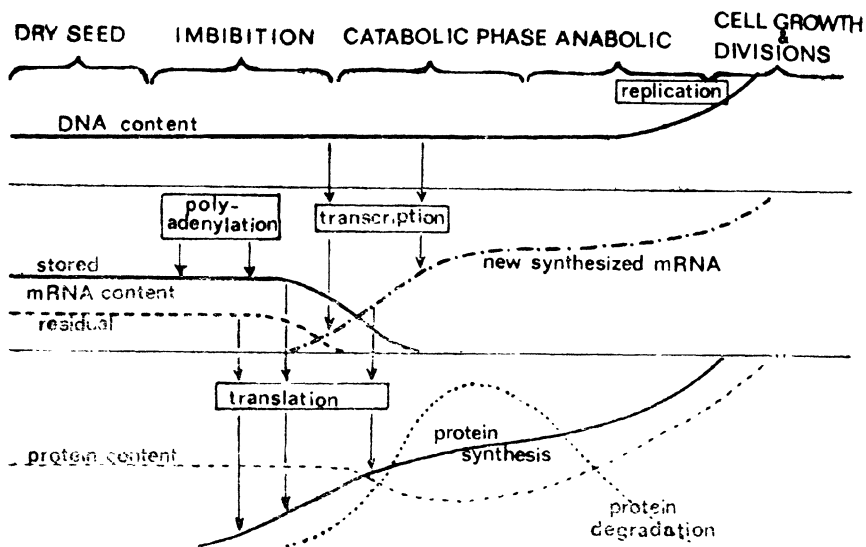 DRY SEED
IMBIBITION
CATABOLIC PHASE
ANABOLIC
CELL GROWTH
&
DIVISIONS
replication
DNA content
poly-
adenylation
transcription
stored
mRNA content
residual
new synthesized mRNA
translation
protein content
protein
synthesis
protein
degradation